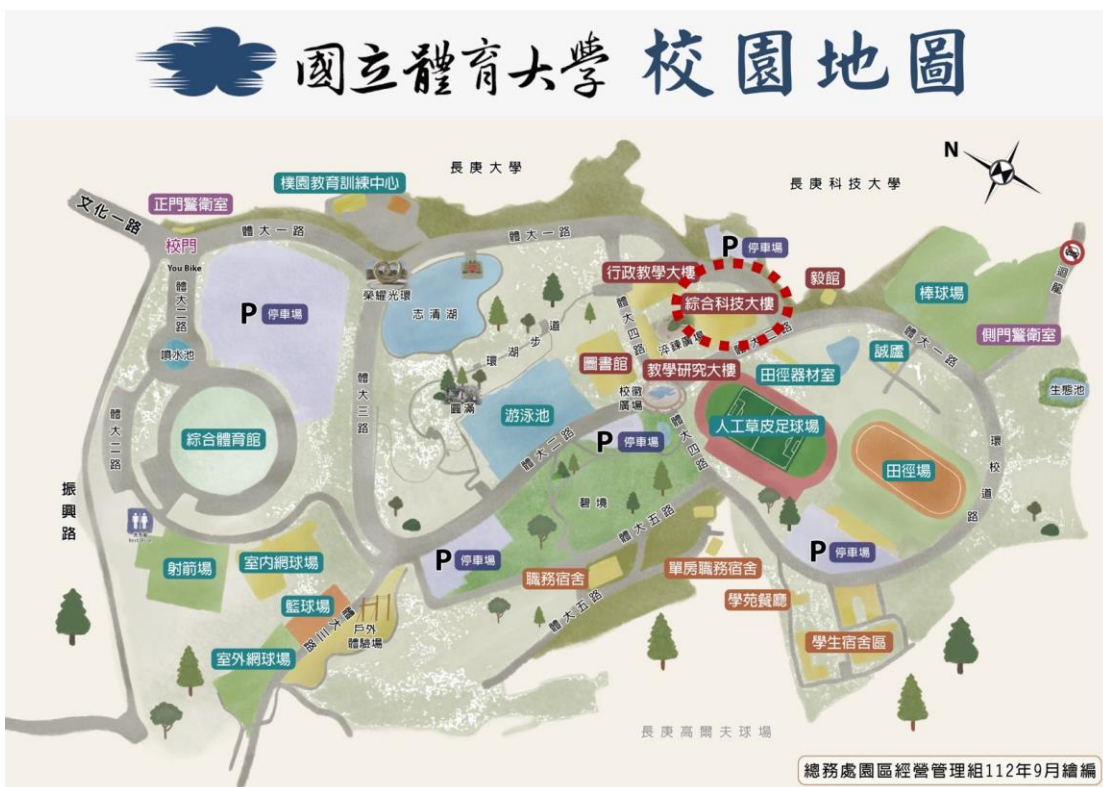 國立體育大學 校園地圖
長庚大學
長庚科技大學
N
樸園教育訓練中心
正門警衛室
文化一路
校門
You Bike
體大一路
體大一路
P 停車場
行政教學大樓
綜合科技大樓
毅館
棒球場
迴龍
側門警衛室
榮耀光環
志清湖
體大二路
P 停車場
噴水池
環湖步道
體大四路
淬鍊廣場
體大二路
體大一路
圖書館
教學研究大樓
田徑器材室
誠廬
生態池
圓滿
校徽
廣場
體大三路
游泳池
人工草皮足球場
綜合體育館
體大二路
體大二路
P 停車場
體大四路
田徑場
環校道路
振興路
碧境
體大五路
射箭場
室內網球場
P 停車場
職務宿舍
單房職務宿舍
P 停車場
籃球場
體大三路
戶外
體驗場
體大五路
學苑餐廳
學生宿舍區
室外網球場
長庚高爾夫球場
總務處園區經營管理組112年9月繪編